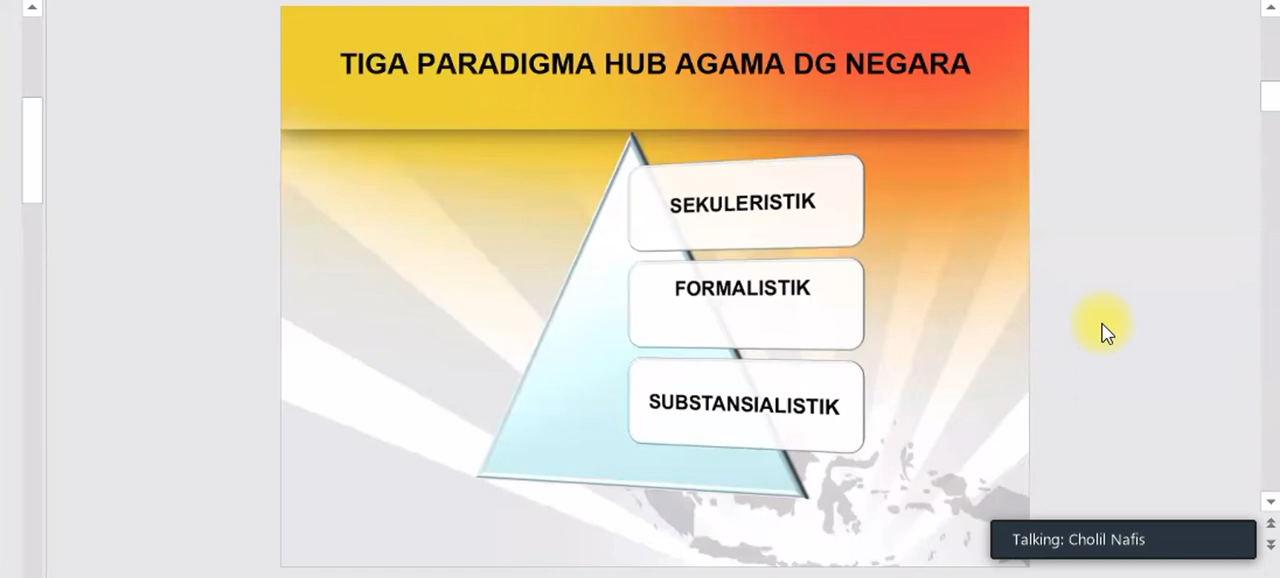 TIGA PARADIGMA HUB AGAMA DG NEGARA
SEKULERISTIK
FORMALISTIK
SUBSTANSIALISTIK
Talking: Cholil Nafis